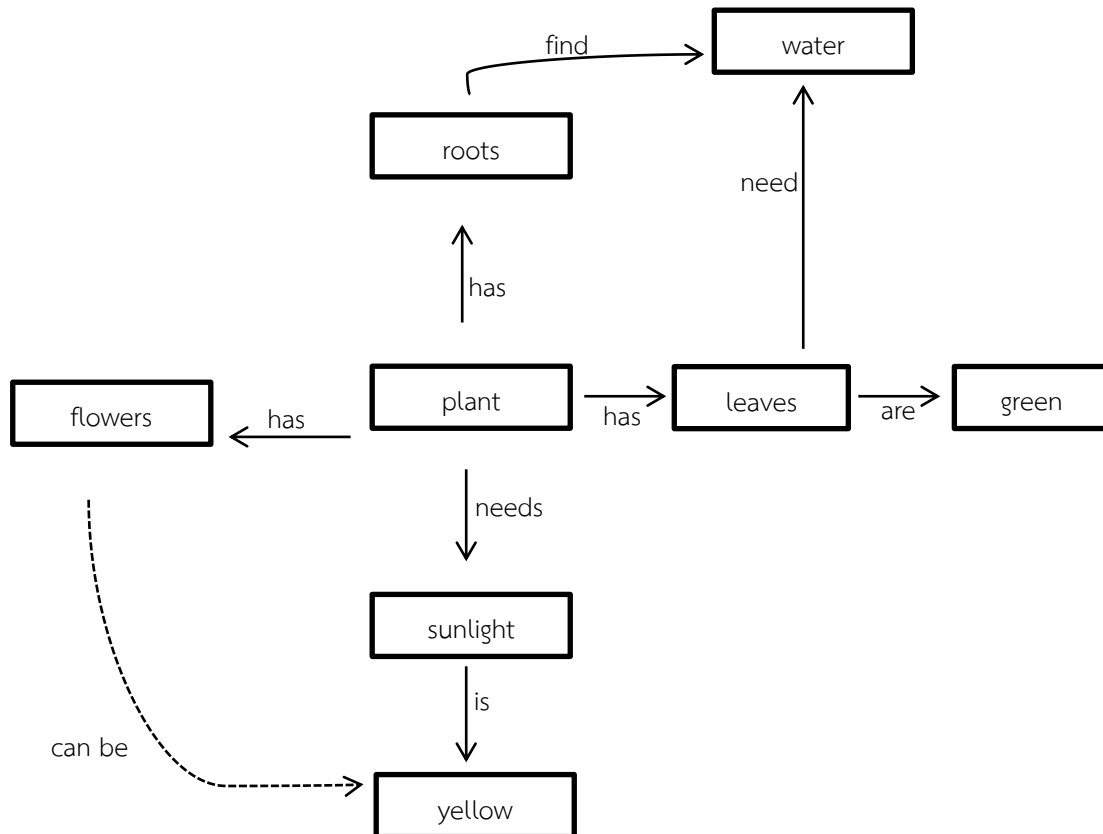 find
water
roots
need
has
flowers
has
plant
has
leaves
are
green
needs
sunlight
is
can be
yellow